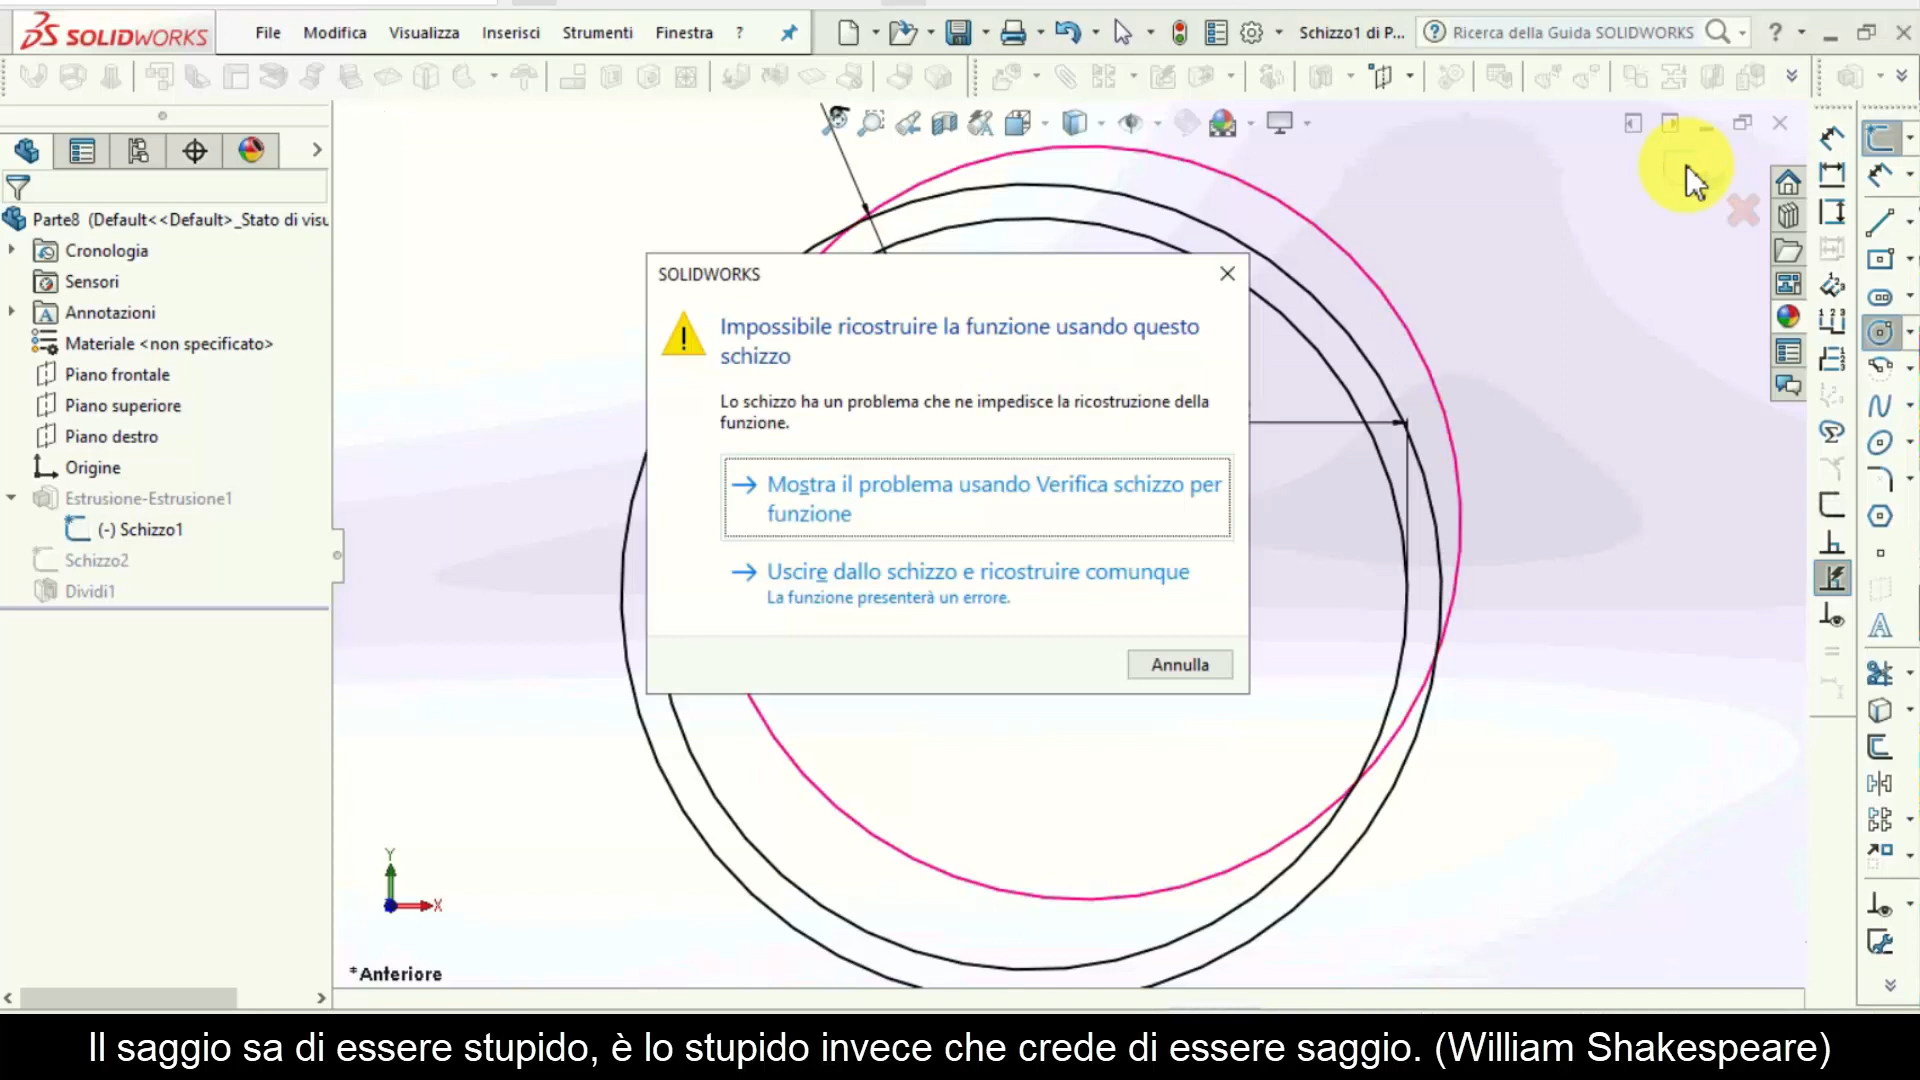 SOLIDWORKS
File Modifica Visualizza Inserisci Strumenti Finestra ?
Schizzo1 di P...
Ricerca della Guida SOLIDWORKS
Parte8 (Default<<Default>_Stato di visu
Cronologia
Sensori
Annotazioni
Materiale <non specificato>
Piano frontale
Piano superiore
Piano destro
Origine
Estrusione-Estrusione1
(-) Schizzo1
Schizzo2
Dividi1
SOLIDWORKS
Impossibile ricostruire la funzione usando questo
schizzo
Lo schizzo ha un problema che ne impedisce la ricostruzione della
funzione.
Mostra il problema usando Verifica schizzo per
funzione
Uscire dallo schizzo e ricostruire comunque
La funzione presenterà un errore.
Annulla
Y
X
*Anteriore
Il saggio sa di essere stupido, è lo stupido invece che crede di essere saggio. (William Shakespeare)